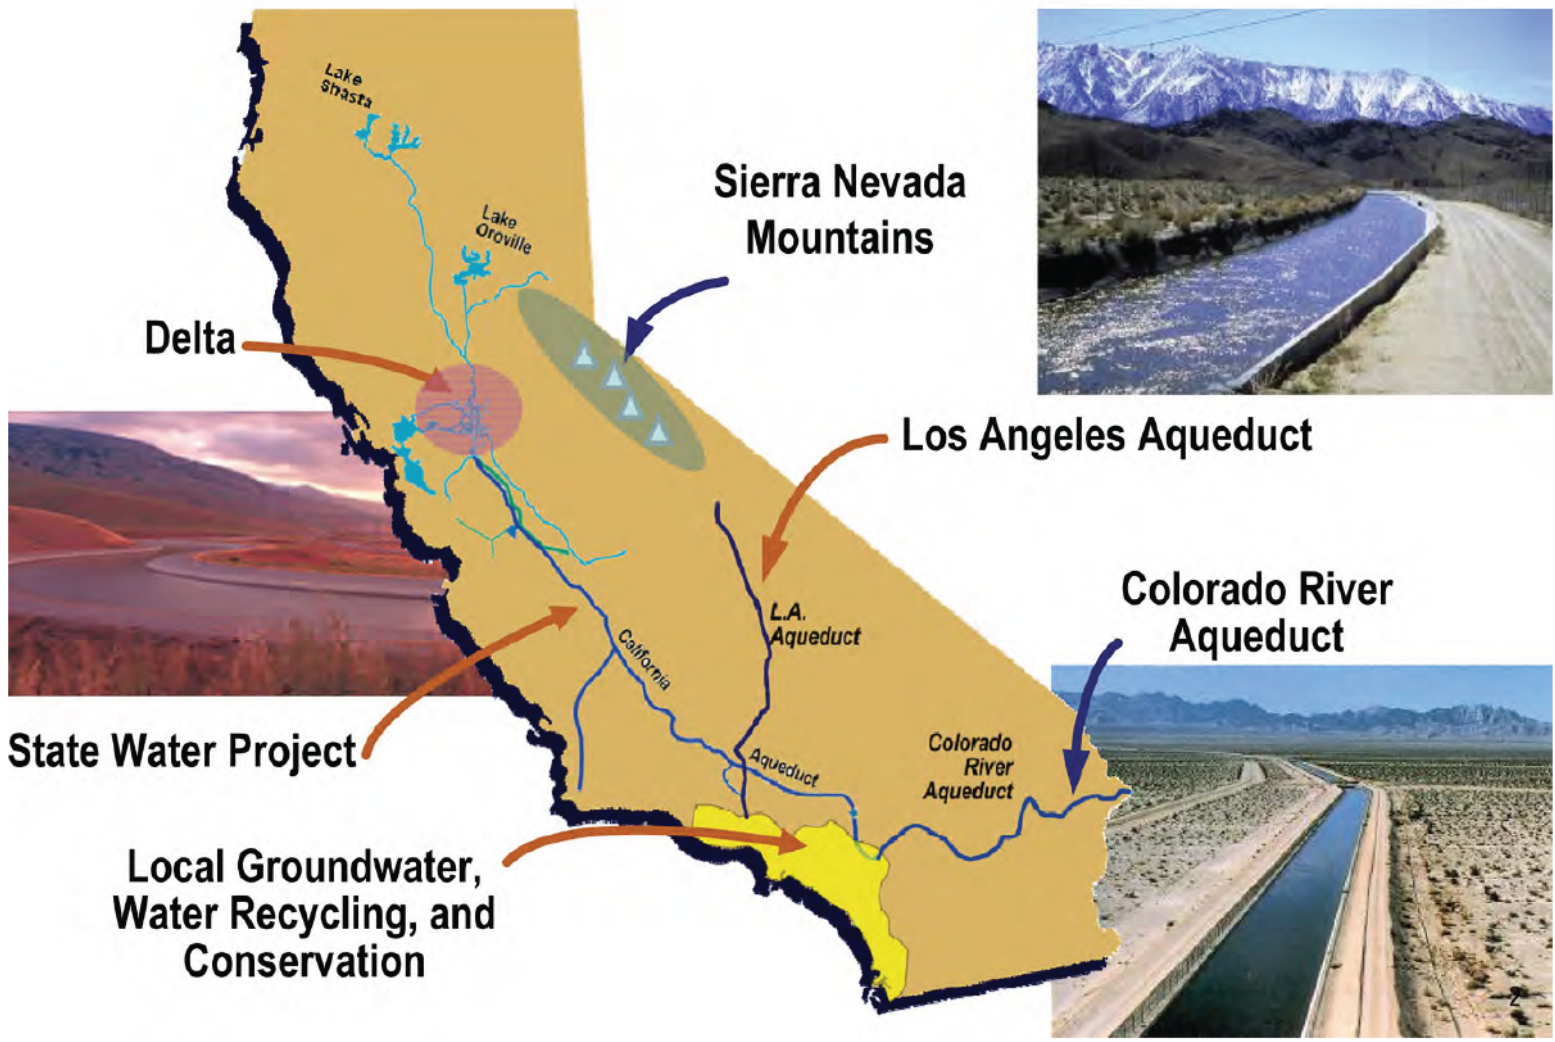 Lake
Shasta
Lake
Oroville
Sierra Nevada
Mountains
Delta
Los Angeles Aqueduct
L.A.
Aqueduct
Colorado River
Aqueduct
California
Aqueduct
State Water Project
Colorado
River
Aqueduct
Local Groundwater,
Water Recycling, and
Conservation
2